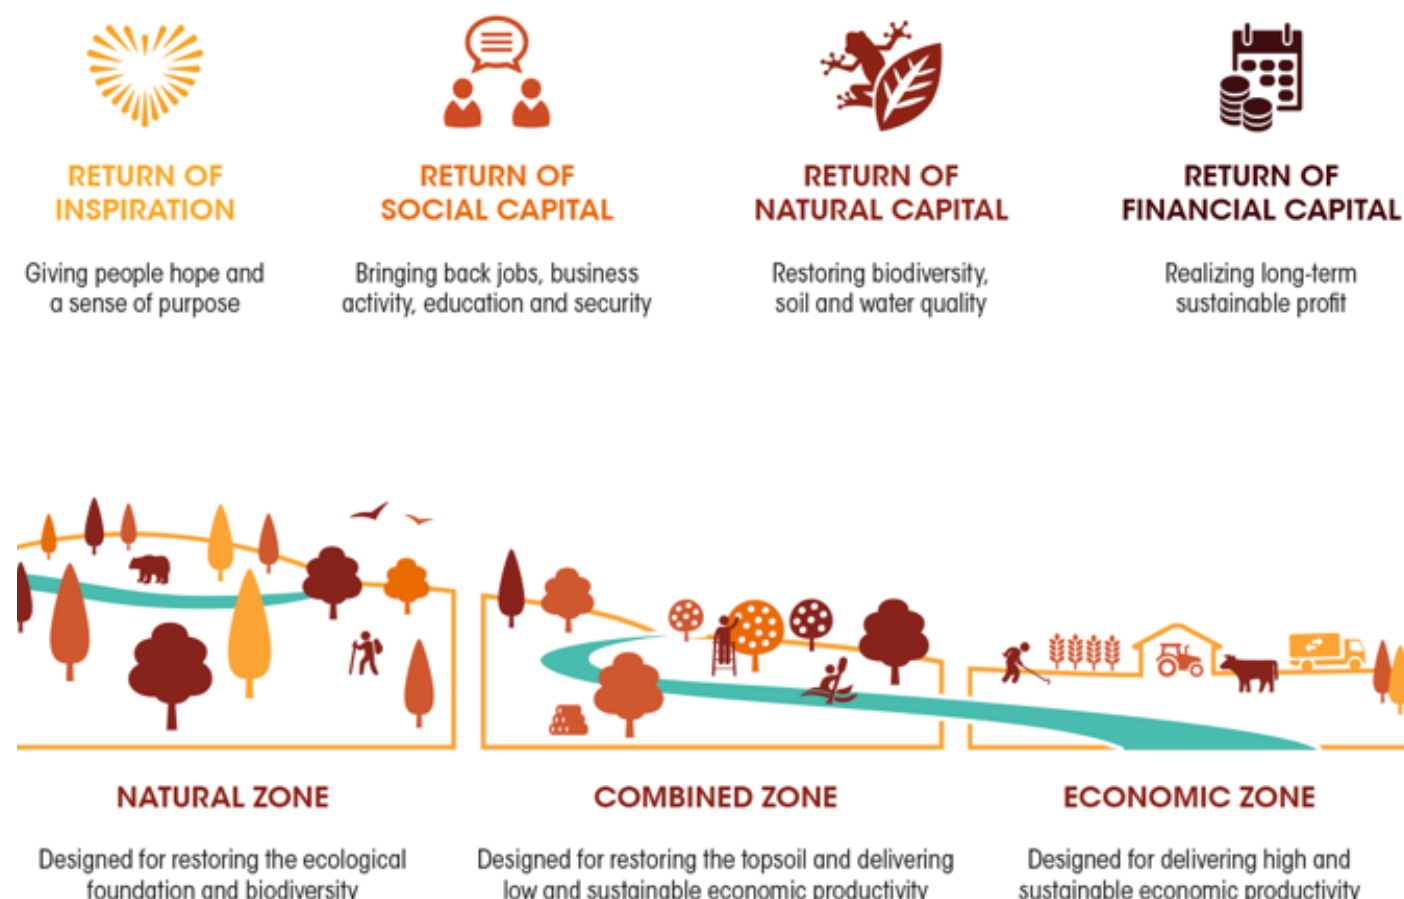 RETURN OF
INSPIRATION
Giving people hope and
a sense of purpose
RETURN OF
SOCIAL CAPITAL
Bringing back jobs, business
activity, education and security
RETURN OF
NATURAL CAPITAL
Restoring biodiversity,
soil and water quality
RETURN OF
FINANCIAL CAPITAL
Realizing long-term
sustainable profit
NATURAL ZONE
Designed for restoring the ecological
foundation and biodiversity
COMBINED ZONE
Designed for restoring the topsoil and delivering
low and sustainable economic productivity
ECONOMIC ZONE
Designed for delivering high and
sustainable economic productivity